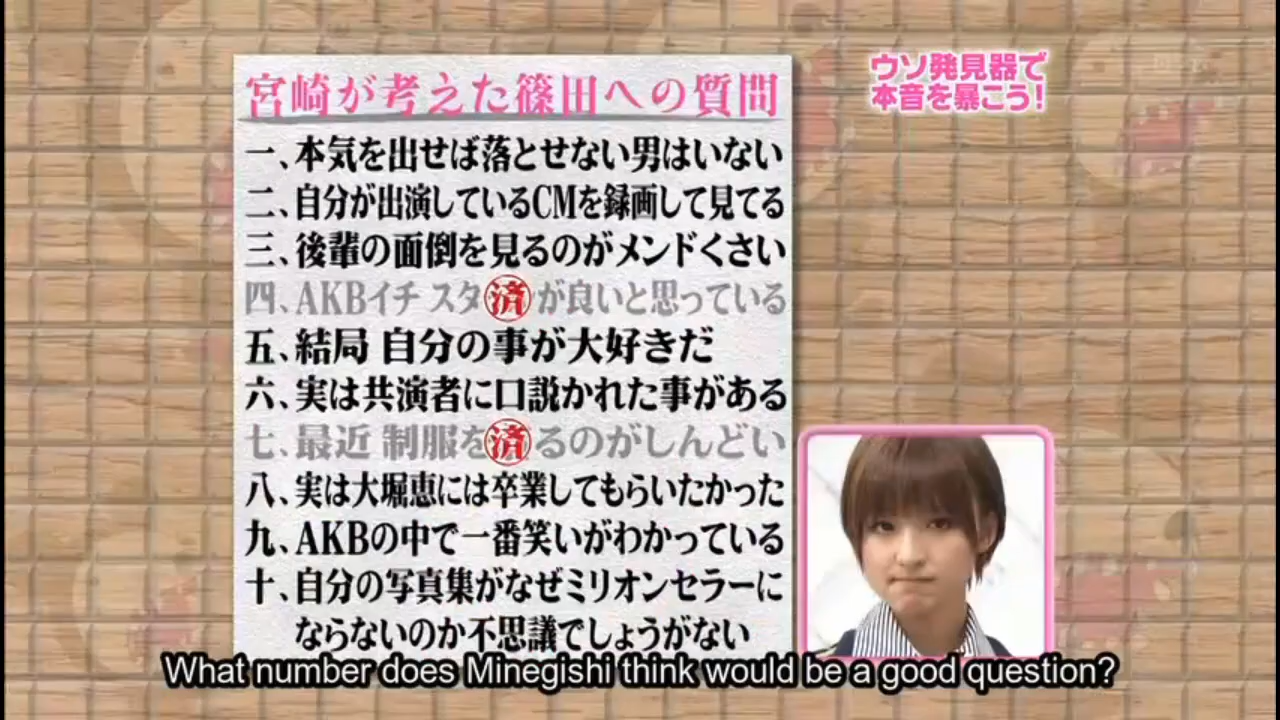 宮崎が考えた篠田への質問
ウソ発見器で
本音を暴こう!
一、本気を出せば落とせない男はいない
二、自分が出演しているCMを録画して見てる
三、後輩の面倒を見るのがメンドくさい
四、AKBイチ スタ 済 が良いと思っている
五、結局 自分の事が大好きだ
六、実は共演者に口説かれた事がある
七、最近 制服を 済 るのがしんどい
八、実は大堀恵には卒業してもらいたかった
九、AKBの中で一番笑いがわかっている
十、自分の写真集がなぜミリオンセラーに
ならないのか不思議でしょうがない
What number does Minegishi think would be a good question?